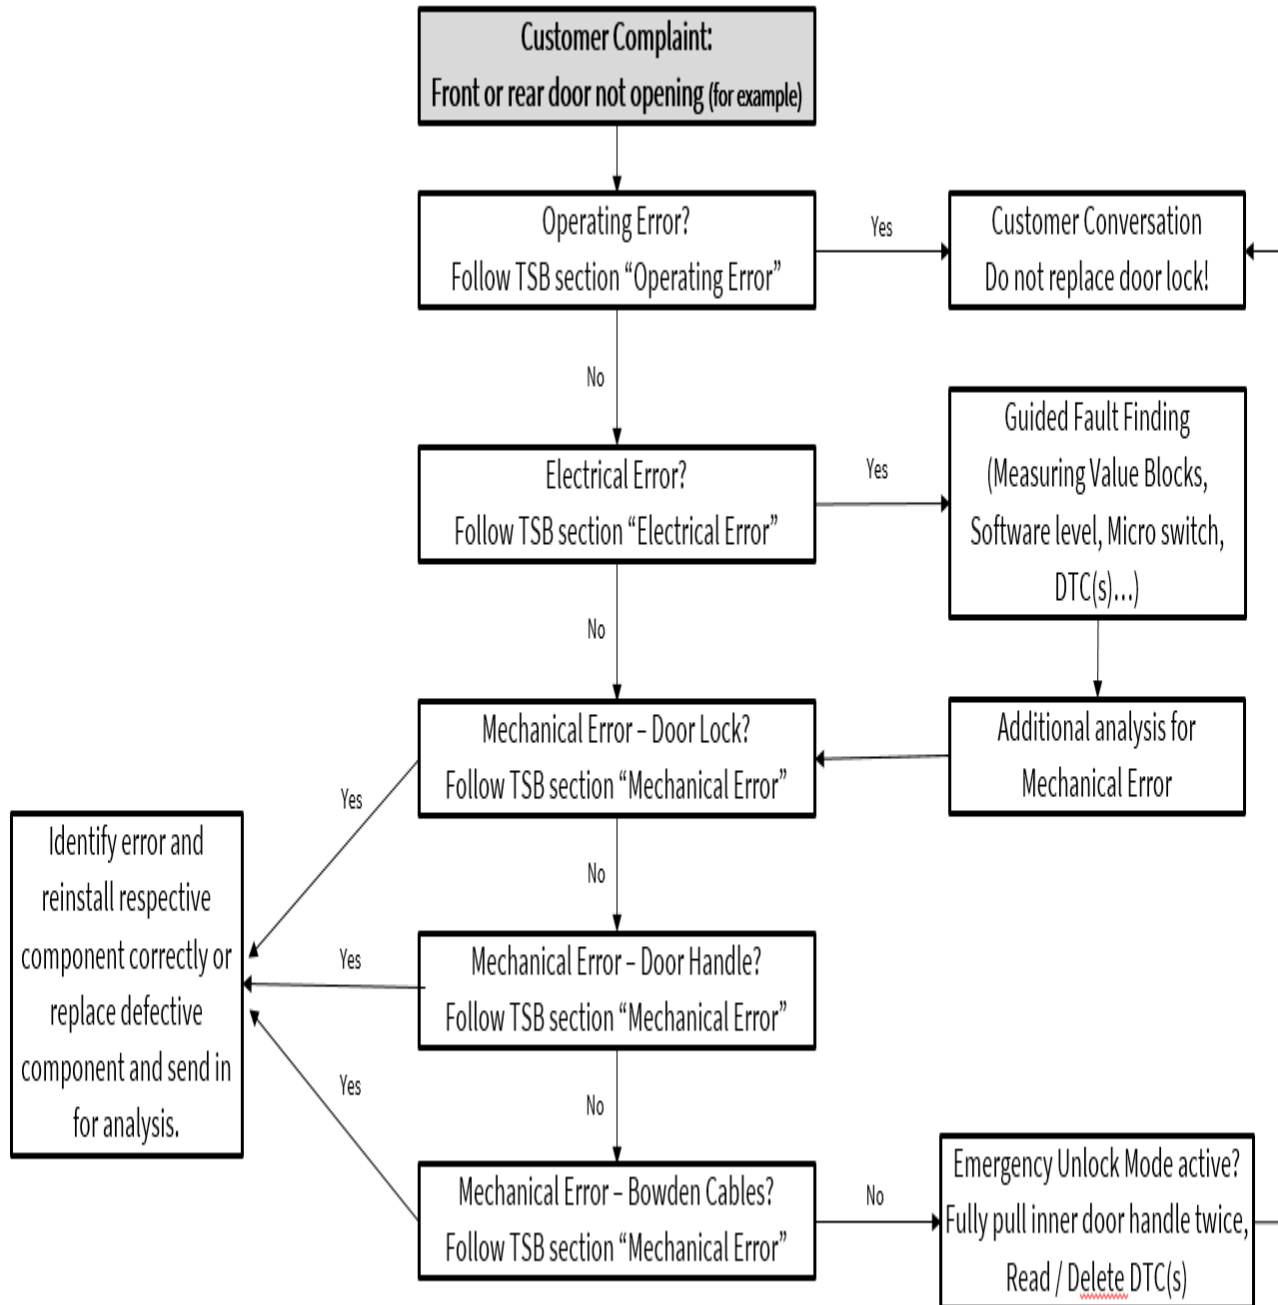 Customer Complaint:
Front or rear door not opening (for example)
Operating Error?
Follow TSB section “Operating Error”
Yes
Customer Conversation
Do not replace door lock!
No
Electrical Error?
Follow TSB section “Electrical Error”
Yes
Guided Fault Finding
(Measuring Value Blocks,
Software level, Micro switch,
DTC(s)...)
No
Additional analysis for
Mechanical Error
Mechanical Error – Door Lock?
Follow TSB section “Mechanical Error”
Yes
Identify error and
reinstall respective
component correctly or
replace defective
component and send in
for analysis.
No
Mechanical Error – Door Handle?
Follow TSB section “Mechanical Error”
Yes
No
Mechanical Error – Bowden Cables?
Follow TSB section “Mechanical Error”
Yes
No
Emergency Unlock Mode active?
Fully pull inner door handle twice,
Read / Delete DTC(s)